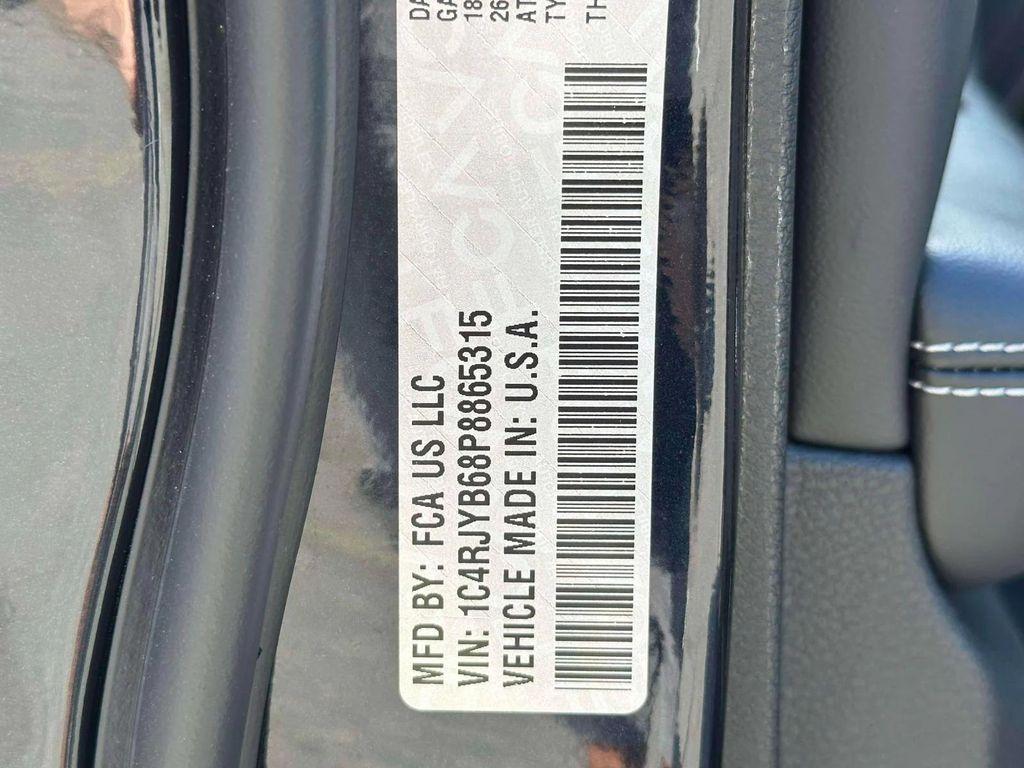 MFD BY: FCA US LLC
VIN: 1C4RJYB68P8865315
VEHICLE MADE IN: U.S.A.